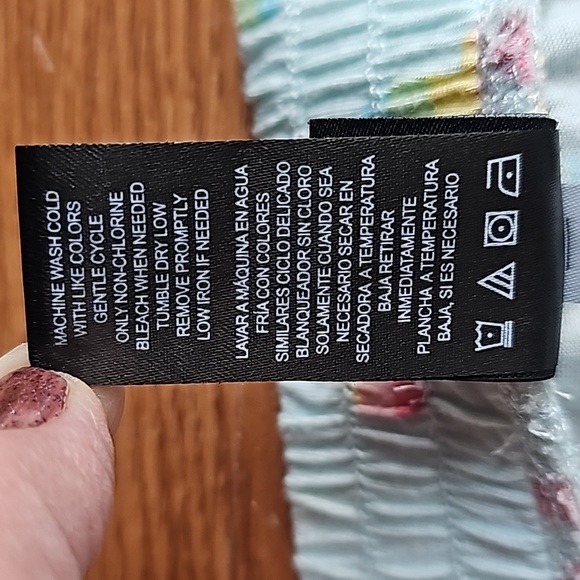 MACHINE WASH COLD
WITH LIKE COLORS
GENTLE CYCLE
ONLY NON-CHLORINE
BLEACH WHEN NEEDED
TUMBLE DRY LOW
REMOVE PROMPTLY
LOW IRON IF NEEDED
LAVAR A MÁQUINA EN AGUA
FRÍA CON COLORES
SIMILARES CICLO DELICADO
BLANQUEADOR SIN CLORO
SOLAMENTE CUANDO SEA
NECESARIO SECAR EN
SECADORA A TEMPERATURA
BAJA RETIRAR
INMEDIATAMENTE
PLANCHA A TEMPERATURA
BAJA, SI ES NECESARIO